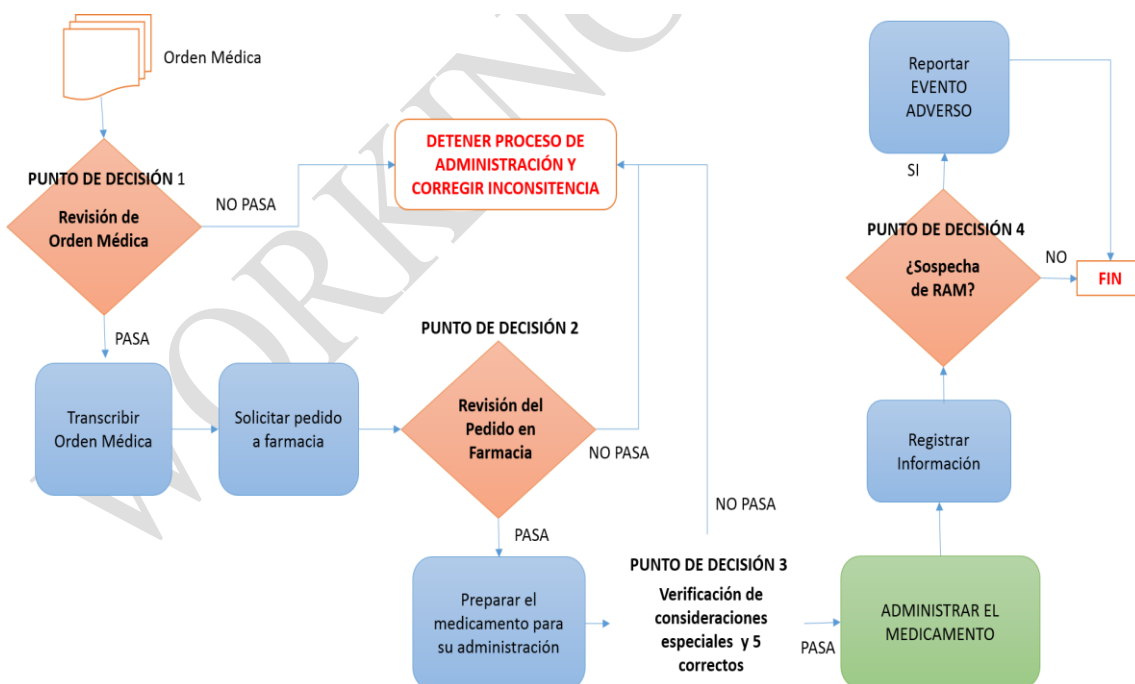 Orden Médica
PUNTO DE DECISIÓN 1
Revisión de
Orden Médica
NO PASA
DETENER PROCESO DE
ADMINISTRACIÓN Y
CORREGIR INCONSITENCIA
PASA
Transcribir
Orden Médica
Solicitar pedido
a farmacia
PUNTO DE DECISIÓN 2
Revisión del
Pedido en
Farmacia
NO PASA
PASA
Preparar el
medicamento para
su administración
NO PASA
PUNTO DE DECISIÓN 3
Verificación de
consideraciones
especiales y 5
correctos
PASA
ADMINISTRAR EL
MEDICAMENTO
Registrar
Información
PUNTO DE DECISIÓN 4
¿Sospecha
de RAM?
SI
NO
Reportar
EVENTO
ADVERSO
FIN
WORKING